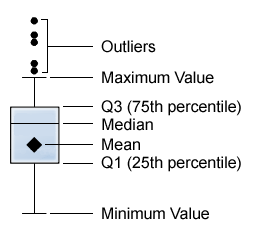 Outliers
Maximum Value
Q3 (75th percentile)
Median
Mean
Q1 (25th percentile)
Minimum Value